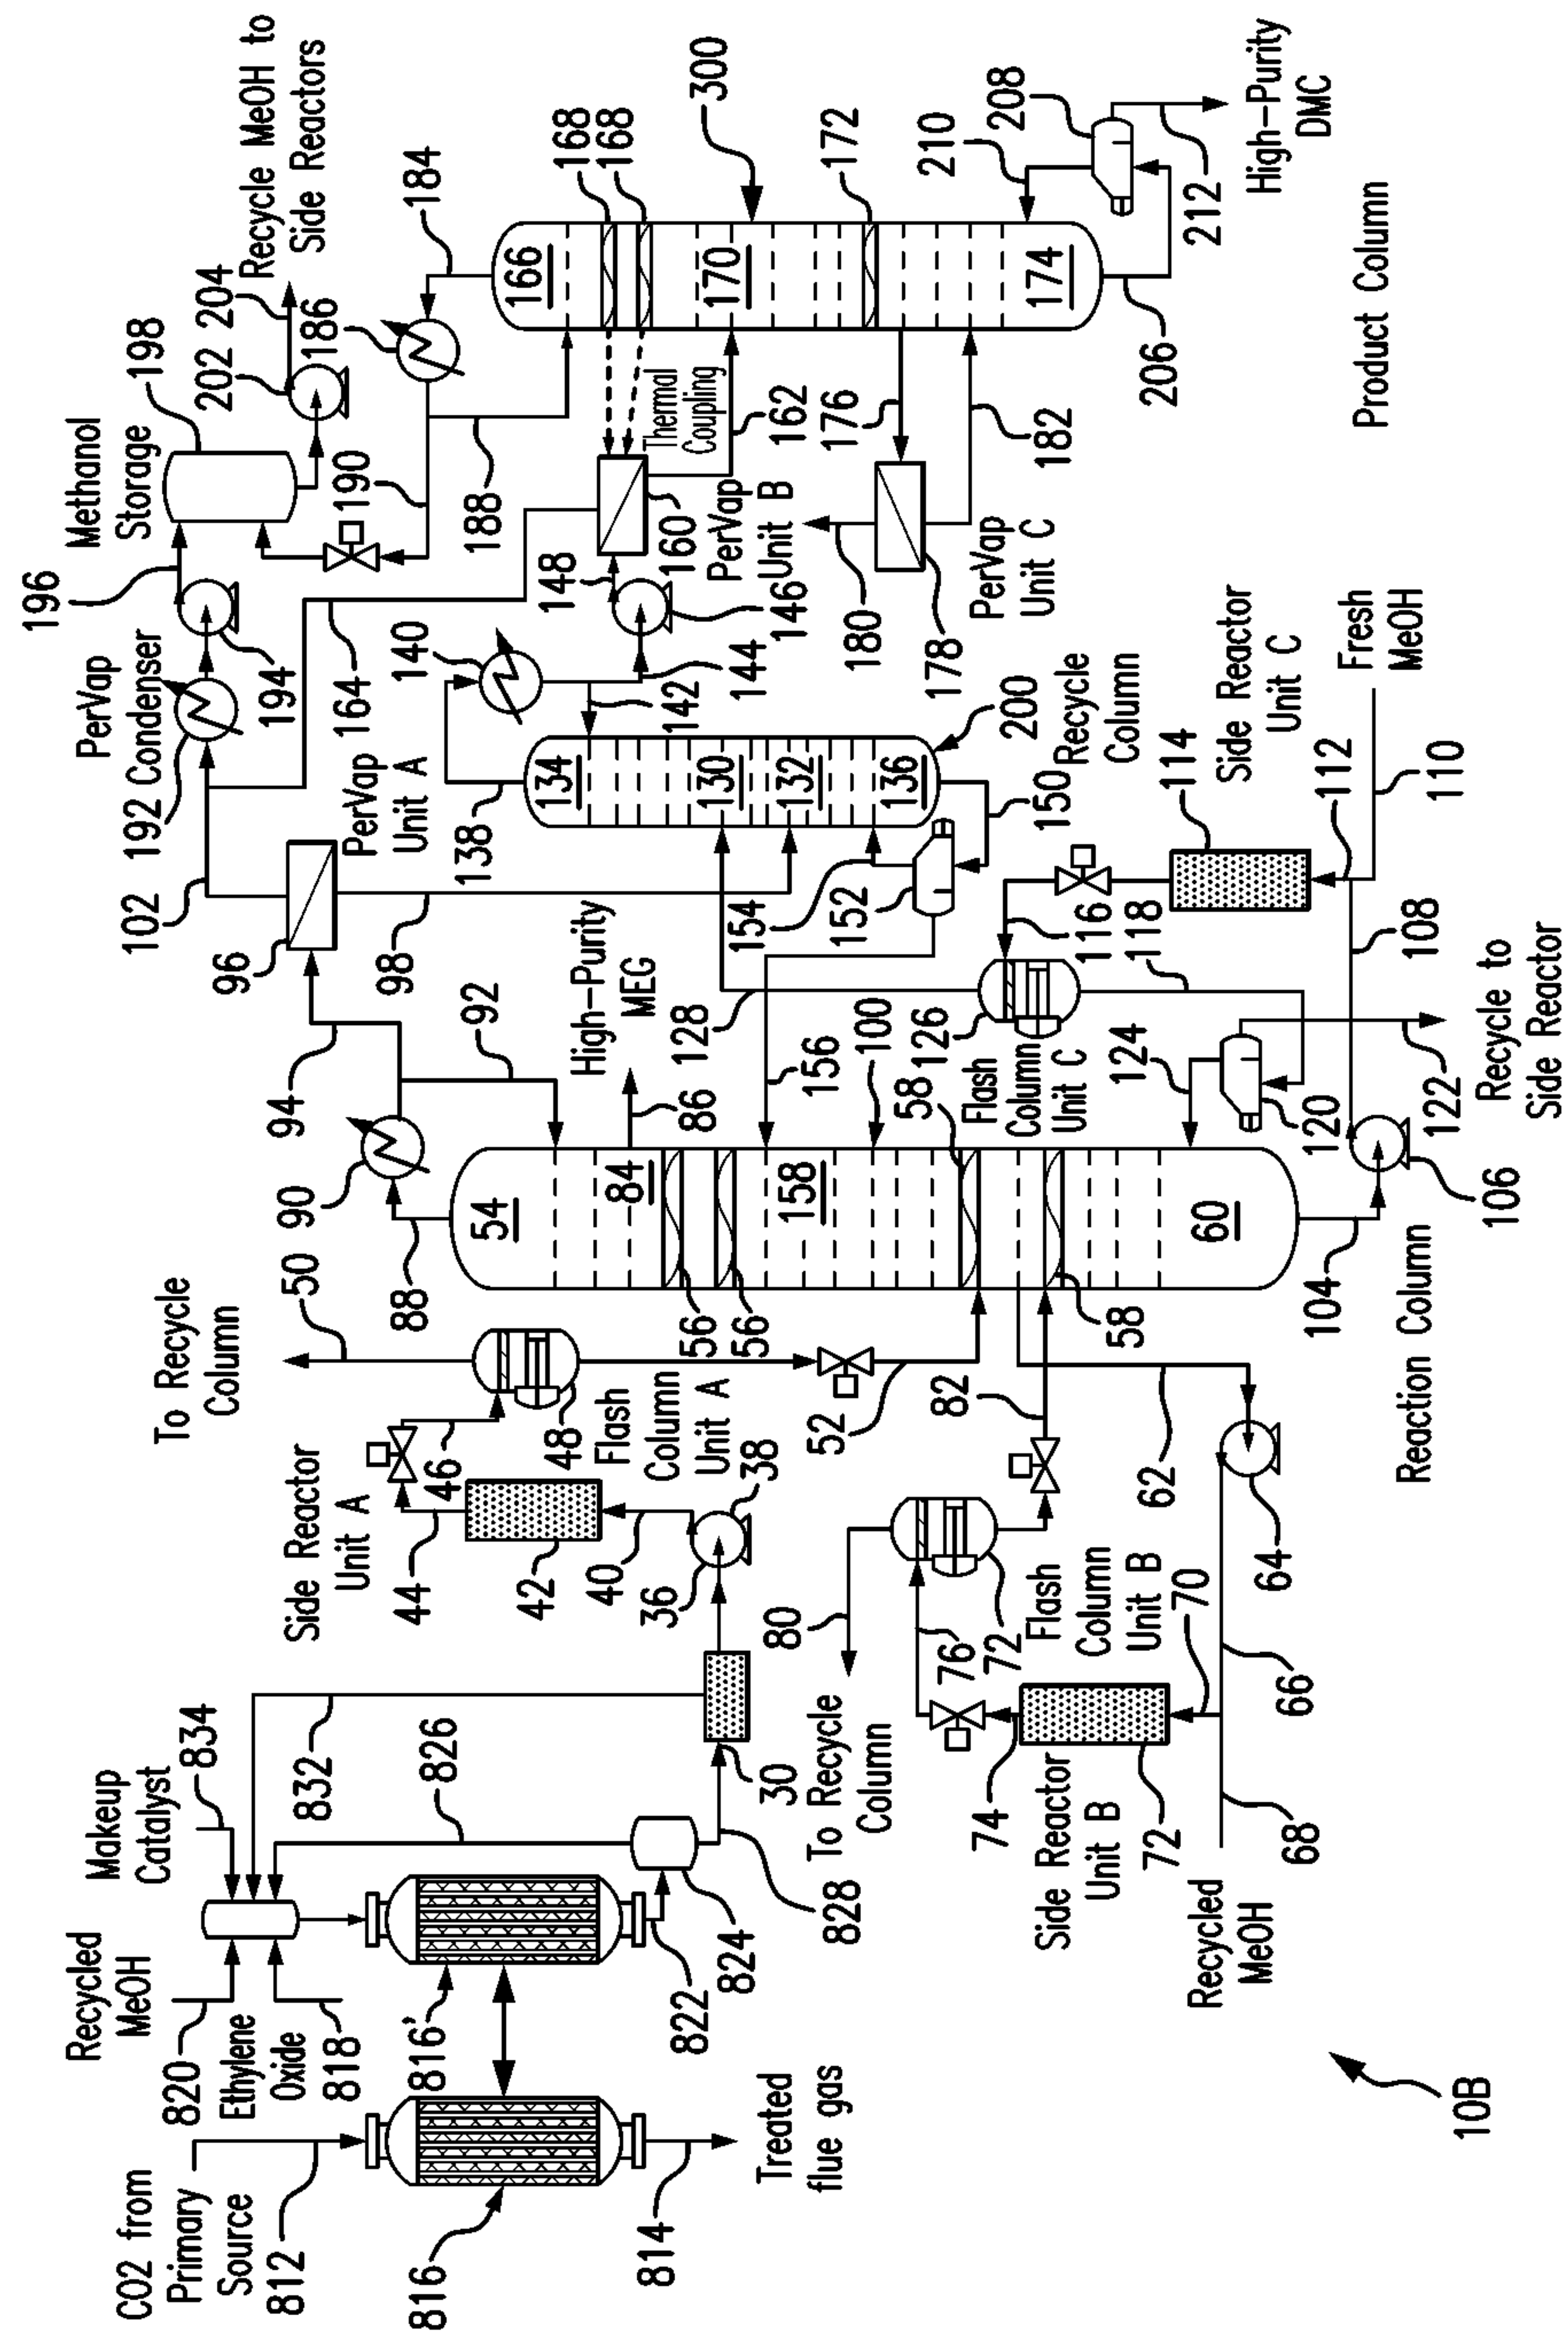 CO2 from
Primary
Source
812
816
814
Treated
flue gas
Recycled
MeOH
820
Ethylene
Oxide
818
816'
822
824
828
Makeup
Catalyst
834
832
826
30
Side Reactor
Unit A
44
42
40
36
38
46
48
Flash
Column
Unit A
To Recycle
Column
50
52
80
To Recycle
Column
76
72
Flash
Column
Unit B
74
Side Reactor
Unit B
72
70
Recycled
MeOH
68
66
64
62
82
88
90
94
92
54
84
56
56
158
58
58
60
High-Purity
MEG
86
156
100
104
106
Reaction Column
124
120
122
Recycle to
Side Reactor
108
112
110
Fresh
MeOH
114
Side Reactor
Unit C
116
118
126
Flash
Column
Unit C
128
96
98
102
PerVap
Unit A
PerVap
Condenser
192
194
196
164
138
140
142
144
146
148
134
130
132
136
200
Recycle
Column
150
152
154
Methanol
Storage
198
202
204
Recycle MeOH to
Side Reactors
186
184
190
188
160
PerVap
Unit B
Thermal
Coupling
162
176
178
180
182
PerVap
Unit C
166
168
168
170
172
174
300
210
208
206
212
High-Purity
DMC
Product Column
10B